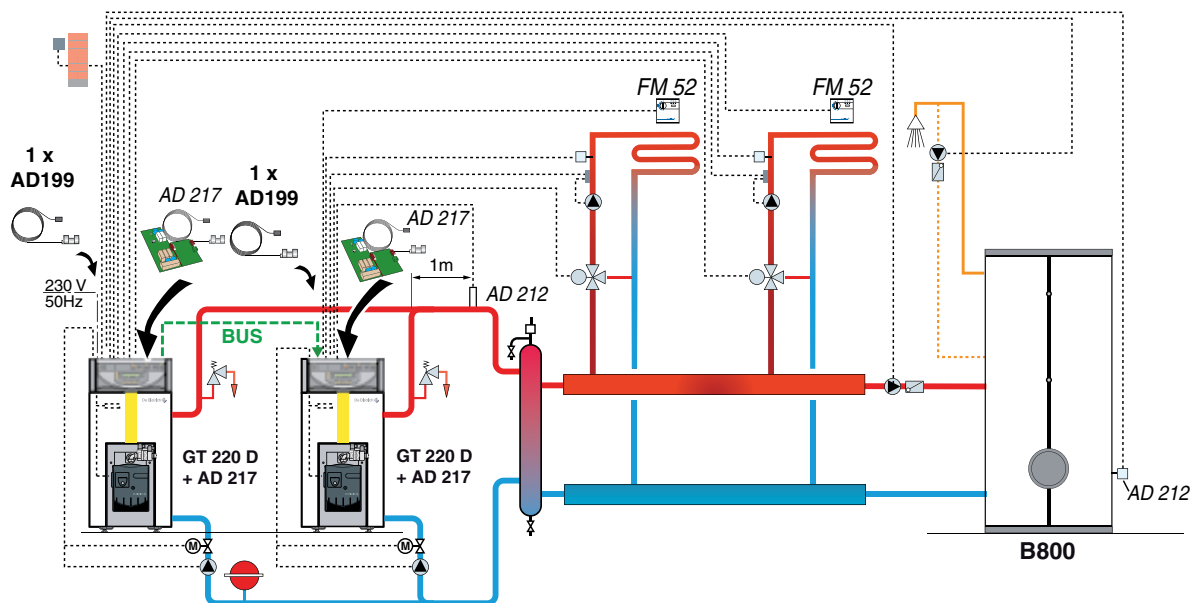 FM 52
FM 52
1 x
AD199
AD 217
1 x
AD199
AD 217
1m
AD 212
230 V
50Hz
BUS
GT 220 D
+ AD 217
GT 220 D
+ AD 217
AD 212
M
M
B800